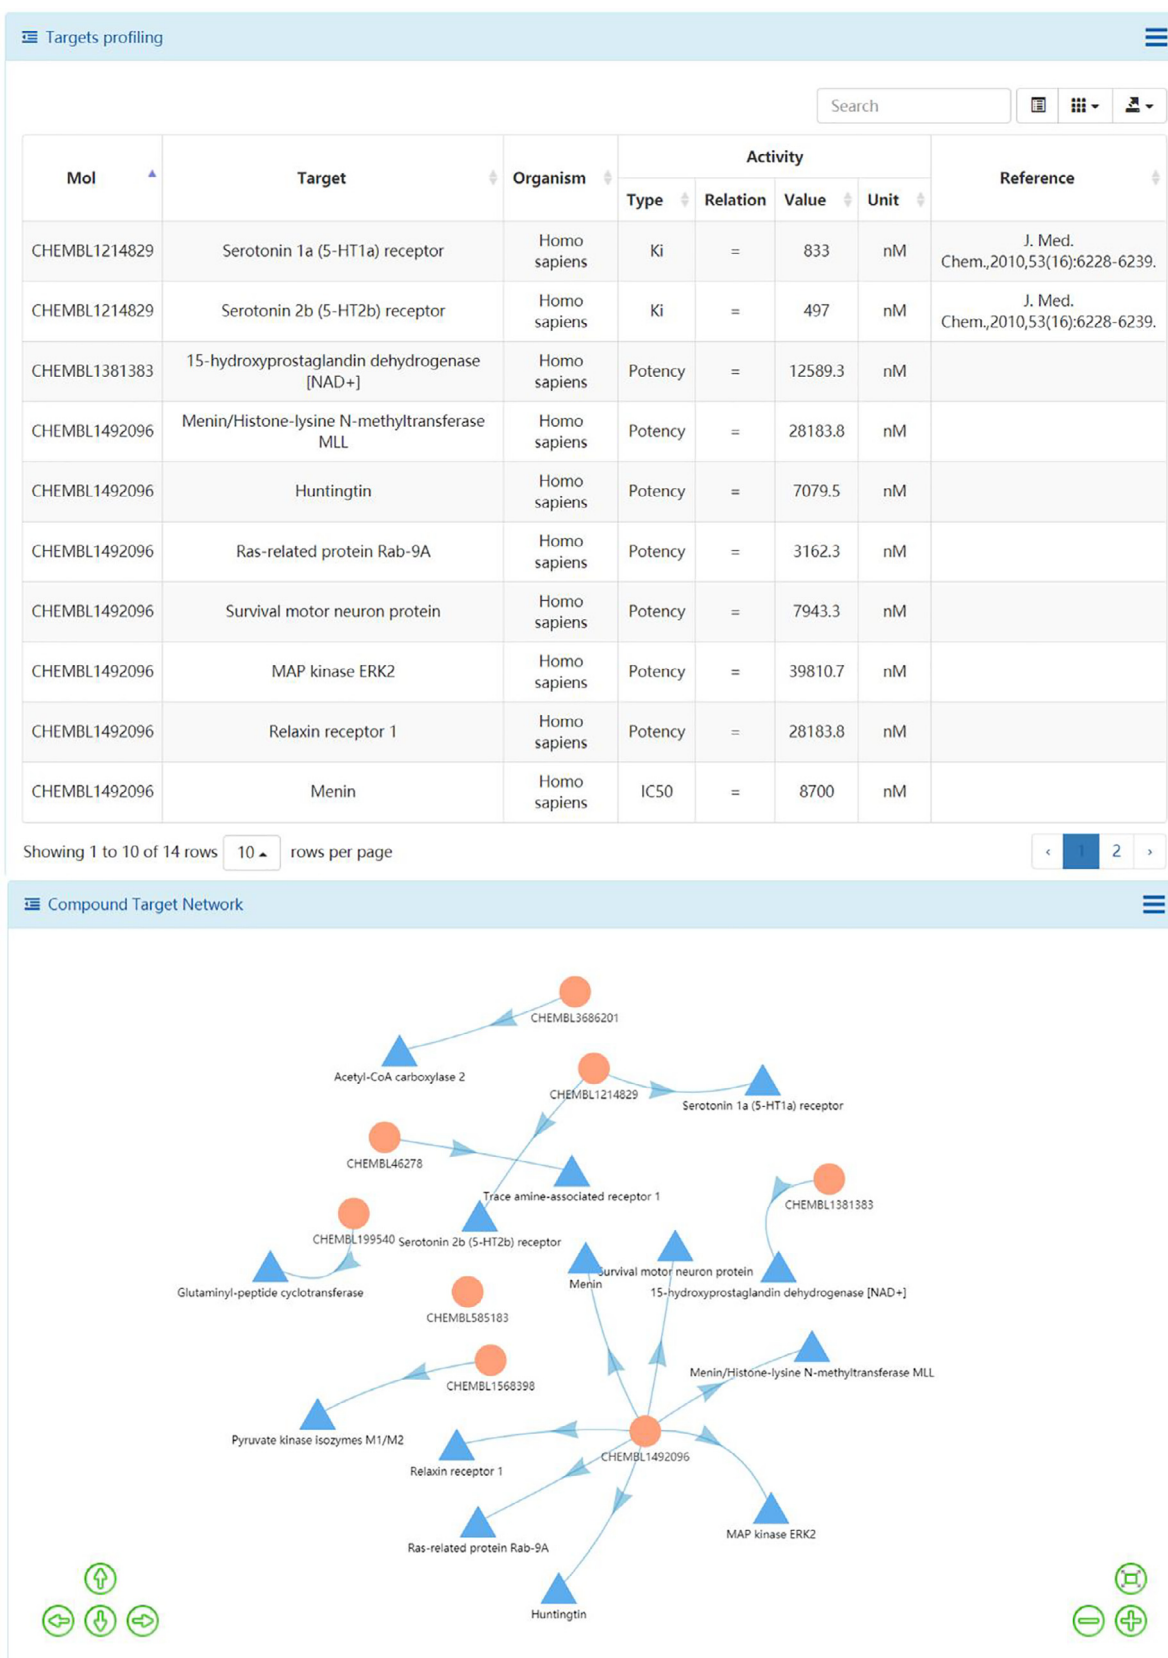 Targets profiling
Search
Mol Target Organism Activity Reference
Type Relation Value Unit
CHEMBL1214829 Serotonin 1a (5-HT1a) receptor Homo sapiens Ki = 833 nM J. Med. Chem.,2010,53(16):6228-6239.
CHEMBL1214829 Serotonin 2b (5-HT2b) receptor Homo sapiens Ki = 497 nM J. Med. Chem.,2010,53(16):6228-6239.
CHEMBL1381383 15-hydroxyprostaglandin dehydrogenase [NAD+] Homo sapiens Potency = 12589.3 nM
CHEMBL1492096 Menin/Histone-lysine N-methyltransferase MLL Homo sapiens Potency = 28183.8 nM
CHEMBL1492096 Huntingtin Homo sapiens Potency = 7079.5 nM
CHEMBL1492096 Ras-related protein Rab-9A Homo sapiens Potency = 3162.3 nM
CHEMBL1492096 Survival motor neuron protein Homo sapiens Potency = 7943.3 nM
CHEMBL1492096 MAP kinase ERK2 Homo sapiens Potency = 39810.7 nM
CHEMBL1492096 Relaxin receptor 1 Homo sapiens Potency = 28183.8 nM
CHEMBL1492096 Menin Homo sapiens IC50 = 8700 nM
Showing 1 to 10 of 14 rows 10 rows per page ‹ 1 2 ›
Compound Target Network
CHEMBL3686201
Acetyl-CoA carboxylase 2
CHEMBL1214829
Serotonin 1a (5-HT1a) receptor
CHEMBL46278
Trace amine-associated receptor 1
CHEMBL1381383
CHEMBL199540
Serotonin 2b (5-HT2b) receptor
Survival motor neuron protein
Menin
Glutaminyl-peptide cyclotransferase
15-hydroxyprostaglandin dehydrogenase [NAD+]
CHEMBL585183
Menin/Histone-lysine N-methyltransferase MLL
CHEMBL1568398
Pyruvate kinase isozymes M1/M2
CHEMBL1492096
Relaxin receptor 1
MAP kinase ERK2
Ras-related protein Rab-9A
Huntingtin